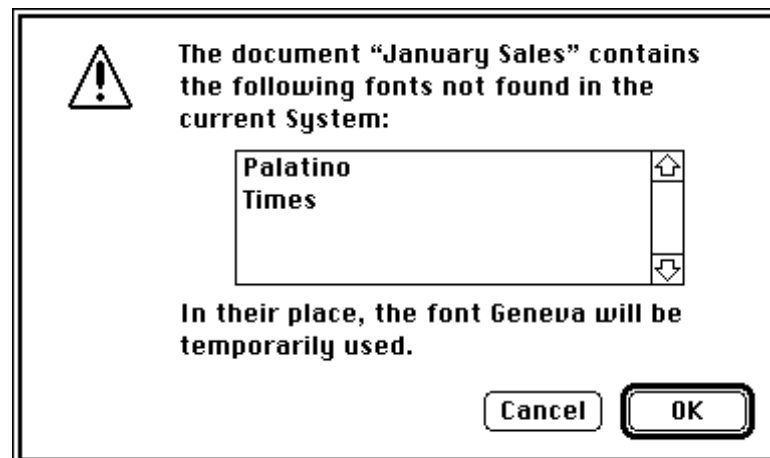 The document “January Sales” contains
the following fonts not found in the
current System:
Palatino
Times
In their place, the font Geneva will be
temporarily used.
Cancel
OK